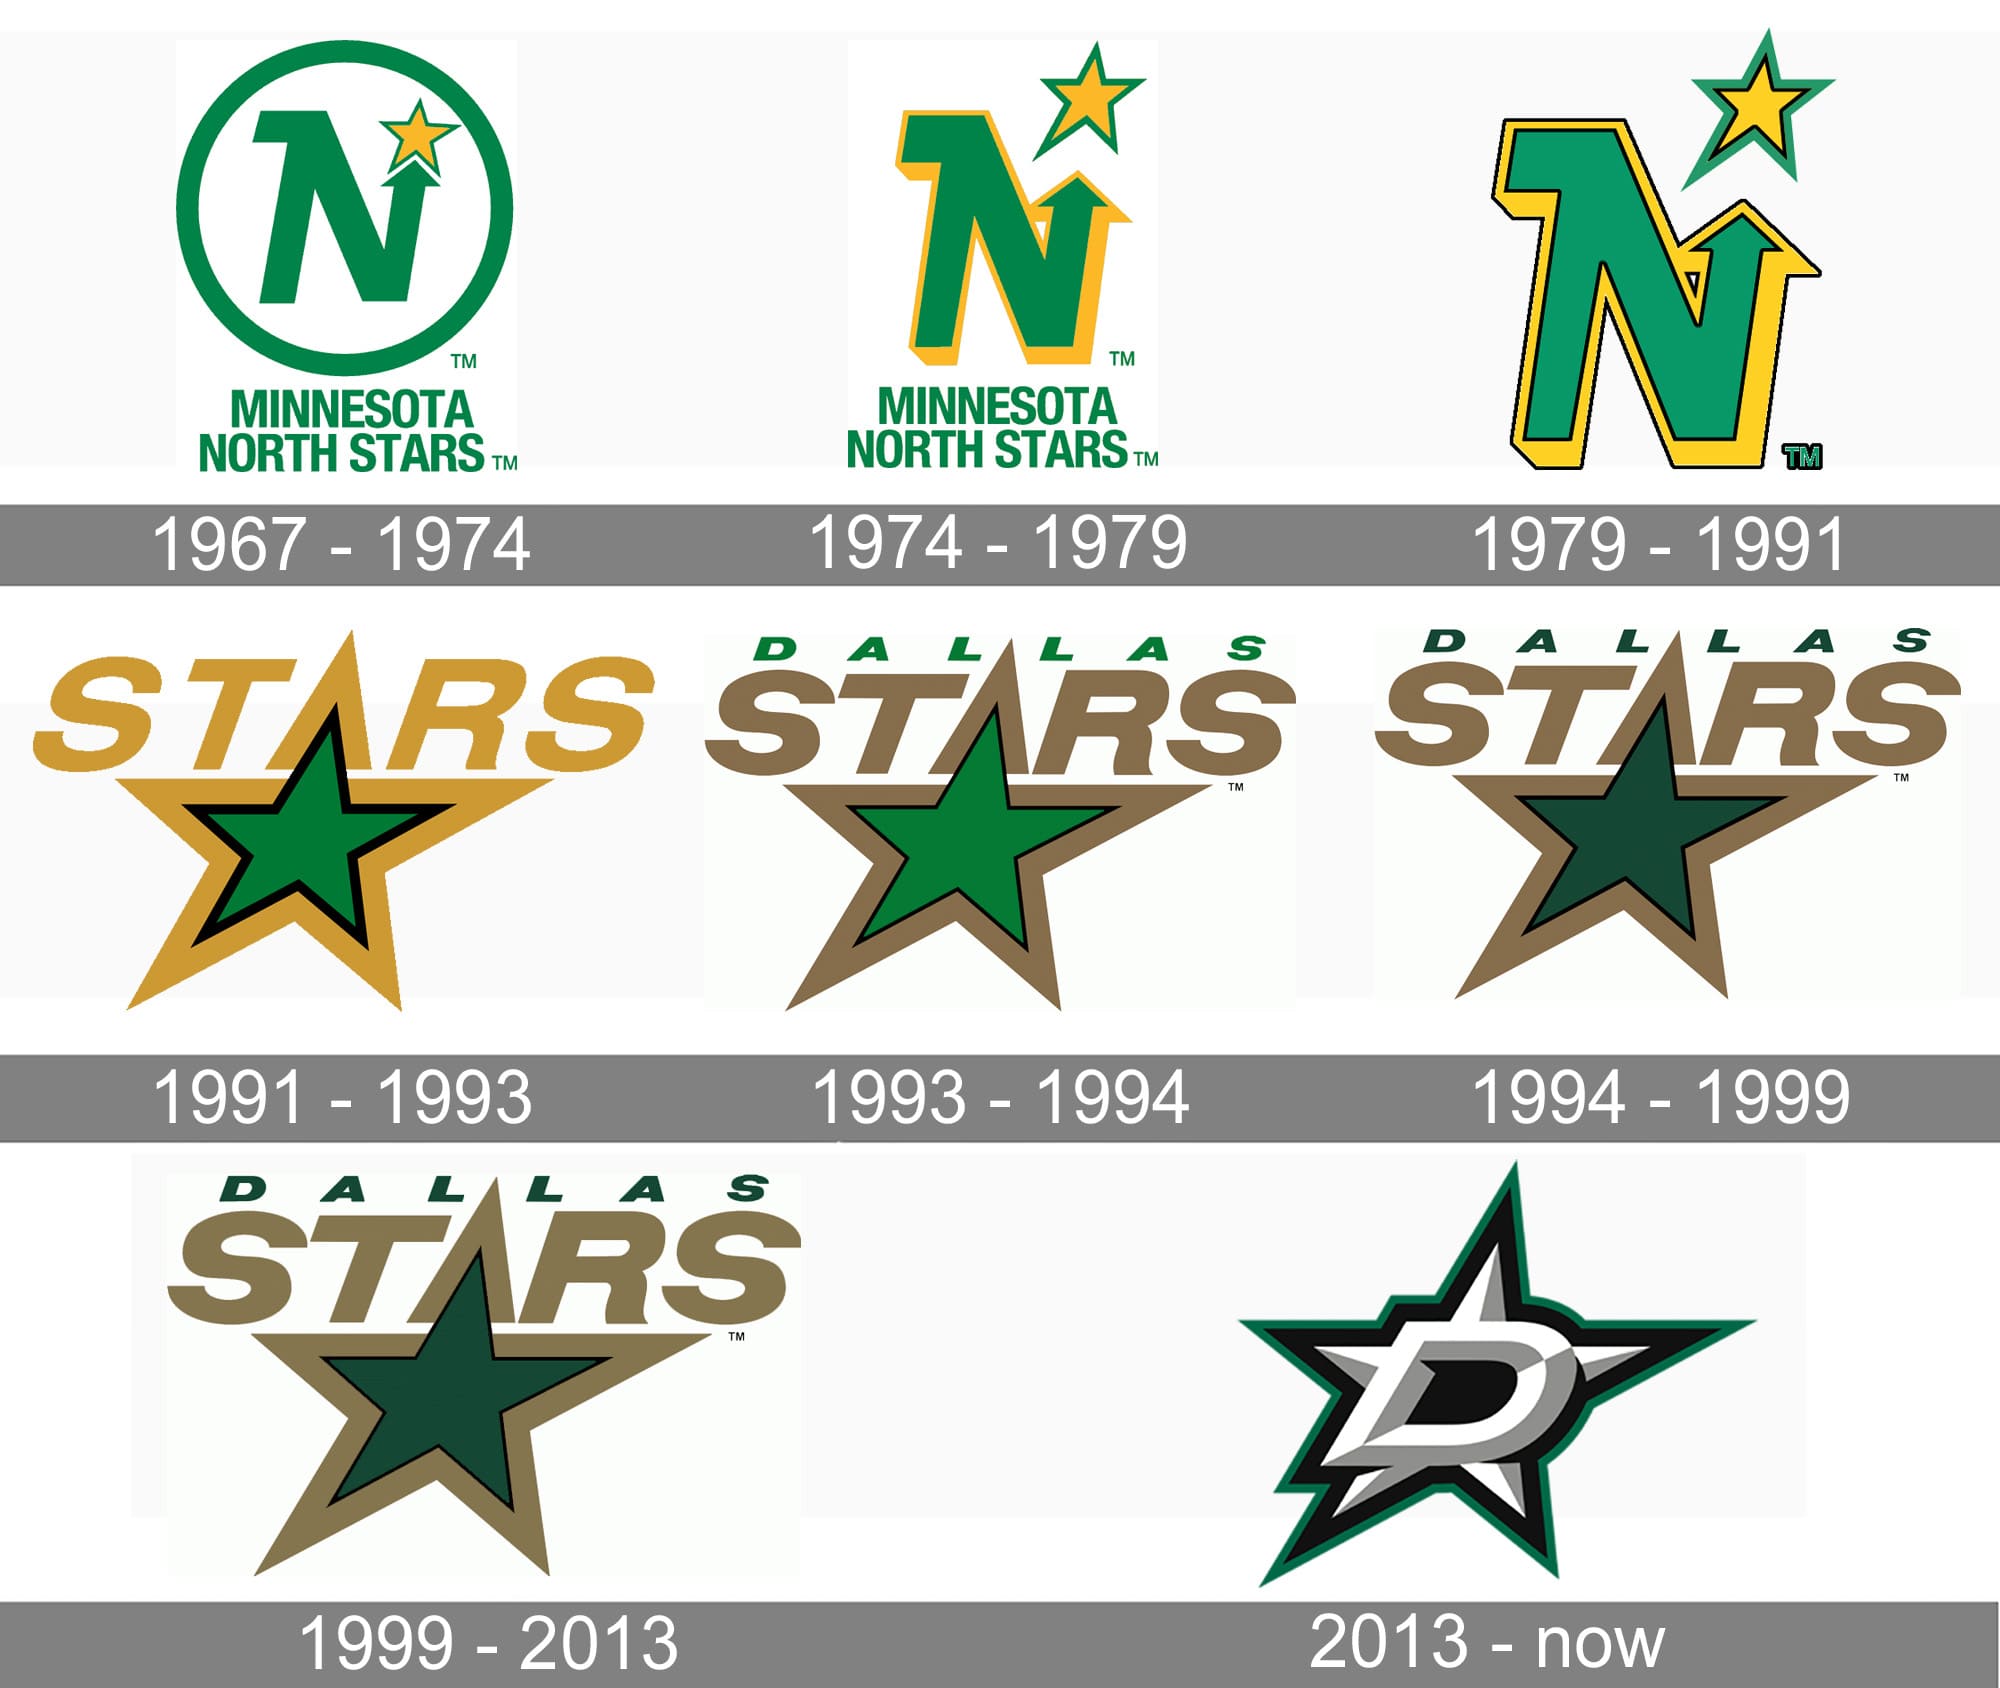 N
TM
MINNESOTA
NORTH STARS TM
N
TM
MINNESOTA
NORTH STARS TM
N
TM
1967 - 1974
1974 - 1979
1979 - 1991
STARS
DALLAS
STARS
TM
DALLAS
STARS
TM
1991 - 1993
1993 - 1994
1994 - 1999
DALLAS
STARS
TM
D
1999 - 2013
2013 - now